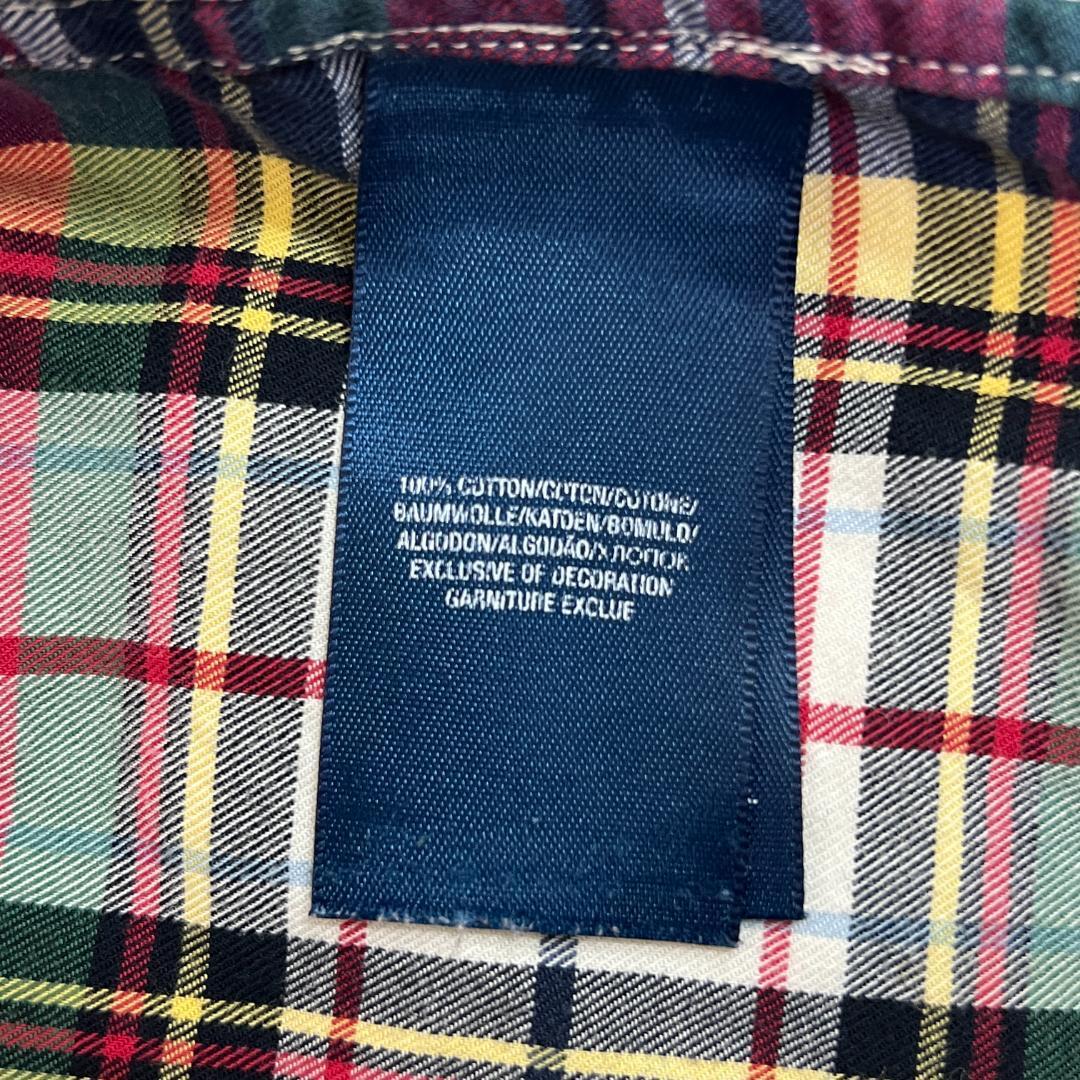 100% COTTON/COTON/COTONE/
BAUMWOLLE/KATOEN/BOMULD/
ALGODON/ALGODÃO/ХЛОПОК
EXCLUSIVE OF DECORATION
GARNITURE EXCLUE